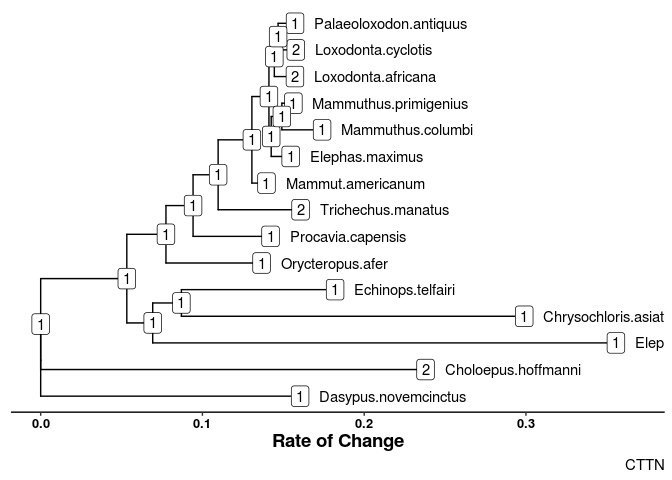 1 Palaeoloxodon.antiquus
1
2 Loxodonta.cyclotis
1
2 Loxodonta.africana
1
1 Mammuthus.primigenius
1
1 Mammuthus.columbi
1
1
1 Elephas.maximus
1 Mammut.americanum
1
2 Trichechus.manatus
1
1 Procavia.capensis
1
1 Orycteropus.afer
1
1 Echinops.telfairi
1
1 Chrysochloris.asiat
1
1
1 Elep
2 Choloepus.hoffmanni
1 Dasypus.novemcinctus
0.0 0.1 0.2 0.3
Rate of Change
CTTN